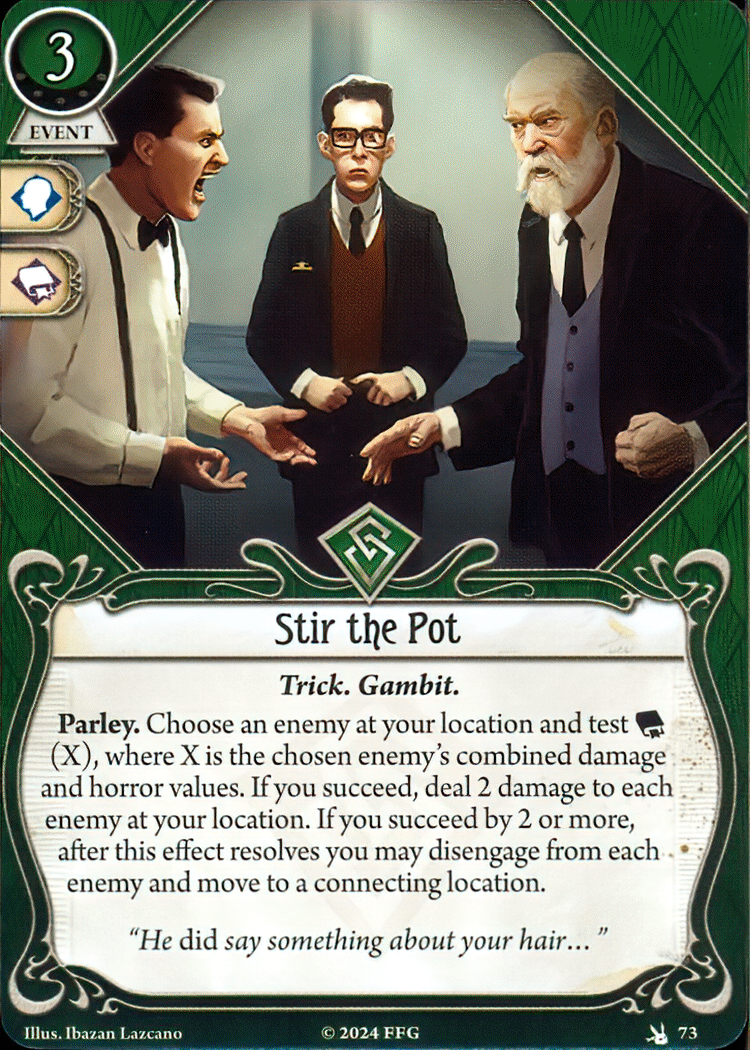 3
EVENT
Stir the Pot
Trick. Gambit.
Parley. Choose an enemy at your location and test
(X), where X is the chosen enemy's combined damage
and horror values. If you succeed, deal 2 damage to each
enemy at your location. If you succeed by 2 or more,
after this effect resolves you may disengage from each
enemy and move to a connecting location.
"He did say something about your hair… "
Illus. Ibazan Lazcano
© 2024 FFG
73